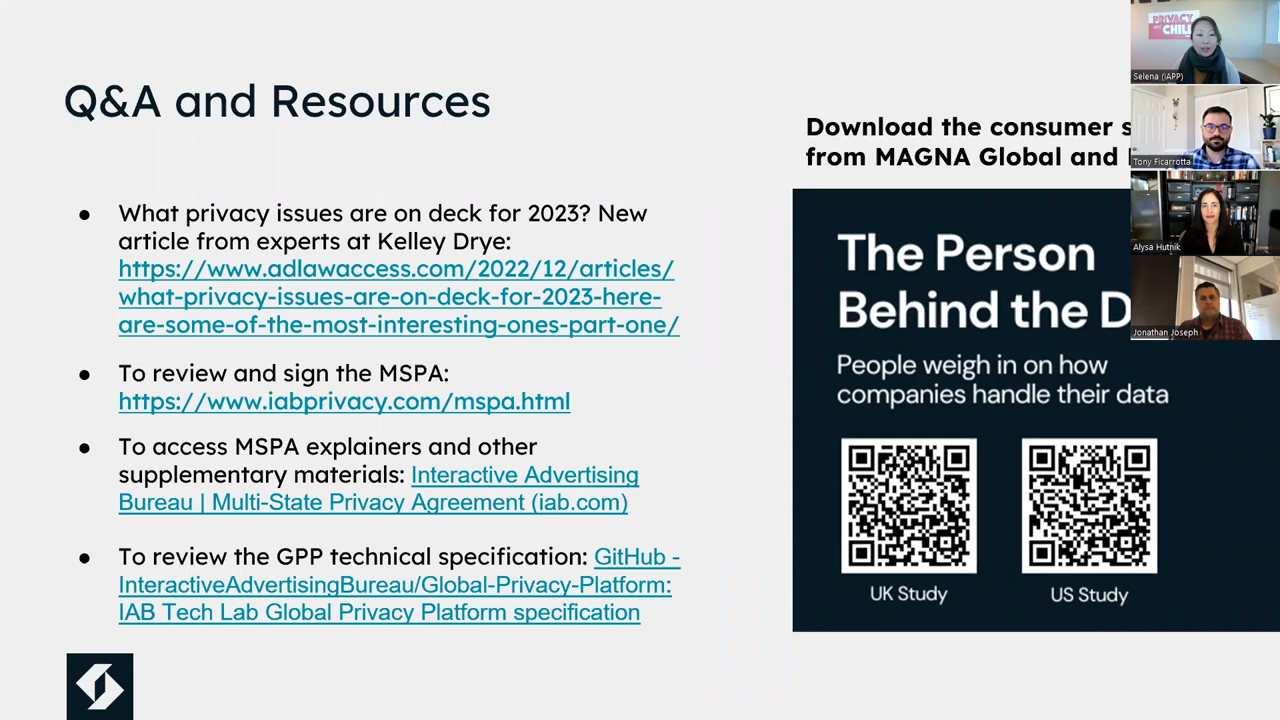 Q&A and Resources
What privacy issues are on deck for 2023? New
article from experts at Kelley Drye:
https://www.adlawaccess.com/2022/12/articles/
what-privacy-issues-are-on-deck-for-2023-here-
are-some-of-the-most-interesting-ones-part-one/
To review and sign the MSPA:
https://www.iabprivacy.com/mspa.html
To access MSPA explainers and other
supplementary materials: Interactive Advertising
Bureau | Multi-State Privacy Agreement (iab.com)
To review the GPP technical specification: GitHub -
InteractiveAdvertisingBureau/Global-Privacy-Platform:
IAB Tech Lab Global Privacy Platform specification
Download the consumer
from MAGNA Global and
The Person
Behind the D
People weigh in on how
companies handle their data
UK Study
US Study
PRIVACY
CHILL
Selena (IAPP)
Tony Ficarrotta
Alysa Hutnik
Jonathan Joseph